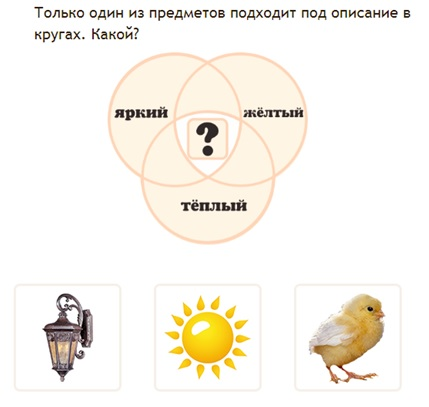 Только один из предметов подходит под описание в
кругах. Какой?
яркий
жёлтый
?
тёплый